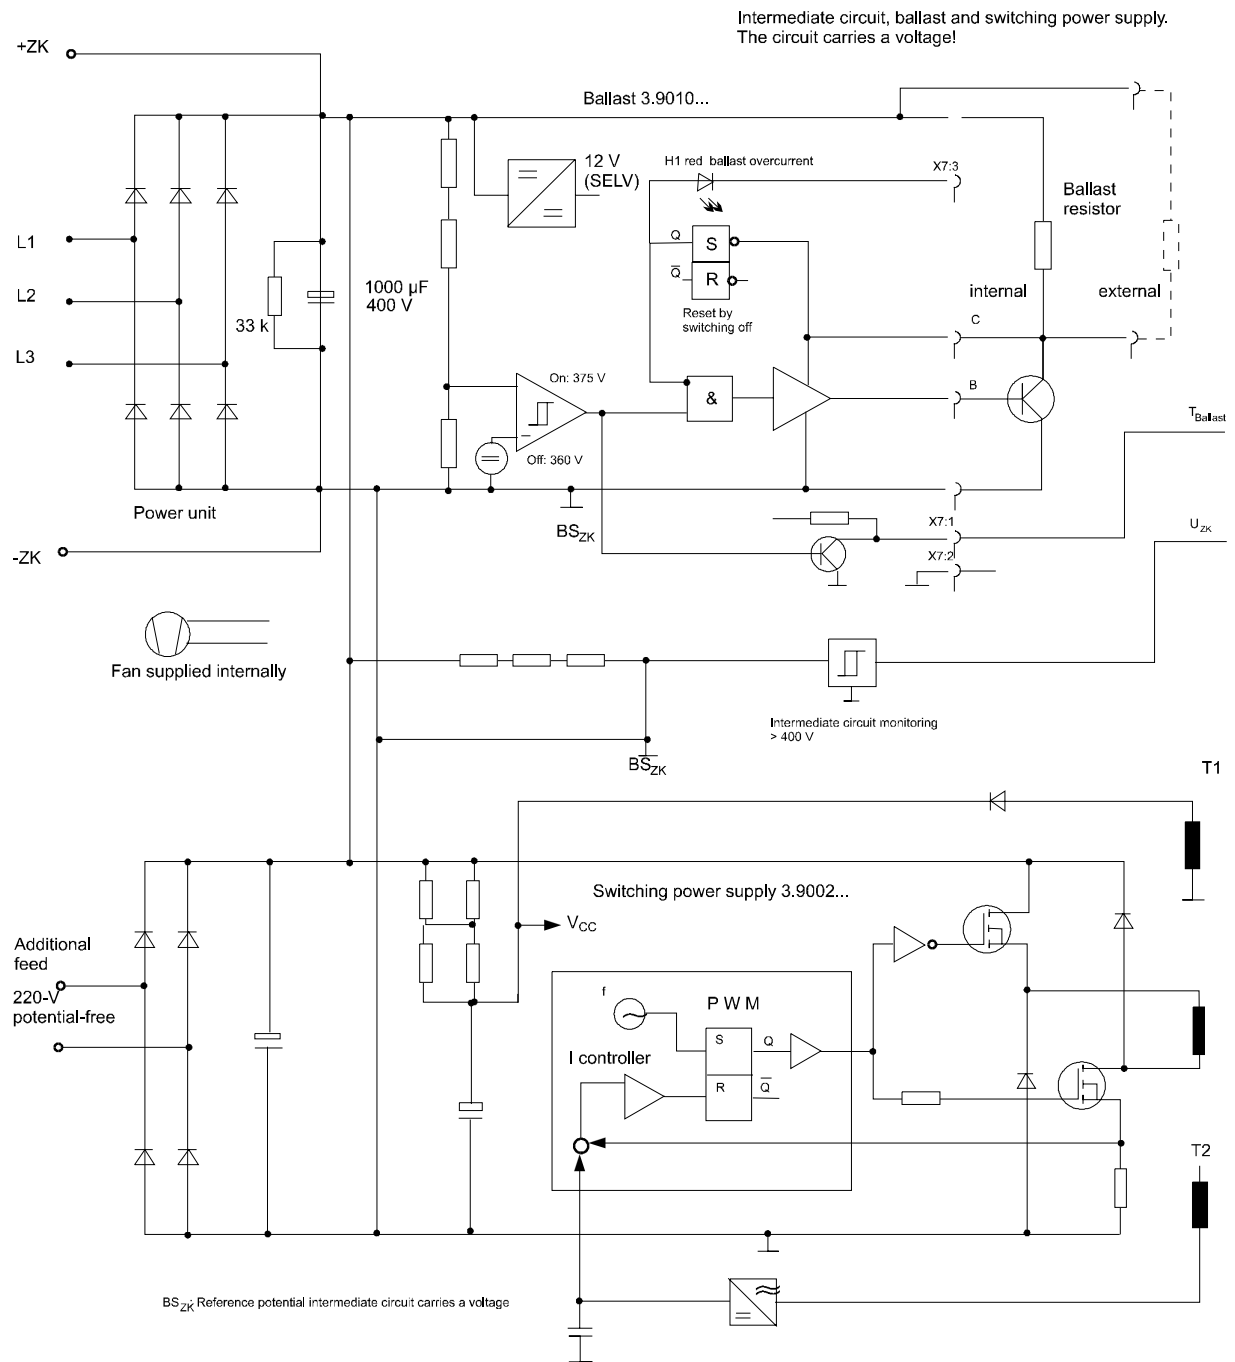 Intermediate circuit, ballast and switching power supply.
The circuit carries a voltage!
+ZK
Ballast 3.9010...
12 V
(SELV)
H1 red ballast overcurrent
X7:3
Ballast
resistor
L1
Q
S
Q̅
R
1000 µF
400 V
L2
internal
external
33 k
Reset by
switching off
C
L3
On: 375 V
&
B
T_Ballast
Off: 360 V
Power unit
BS_ZK
X7:1
U_ZK
-ZK
X7:2
Fan supplied internally
Intermediate circuit monitoring
> 400 V
BS_ZK
T1
Switching power supply 3.9002...
V_CC
Additional
feed
220-V
potential-free
f
P W M
S
Q
I controller
R
Q̅
T2
BS_ZK: Reference potential intermediate circuit carries a voltage